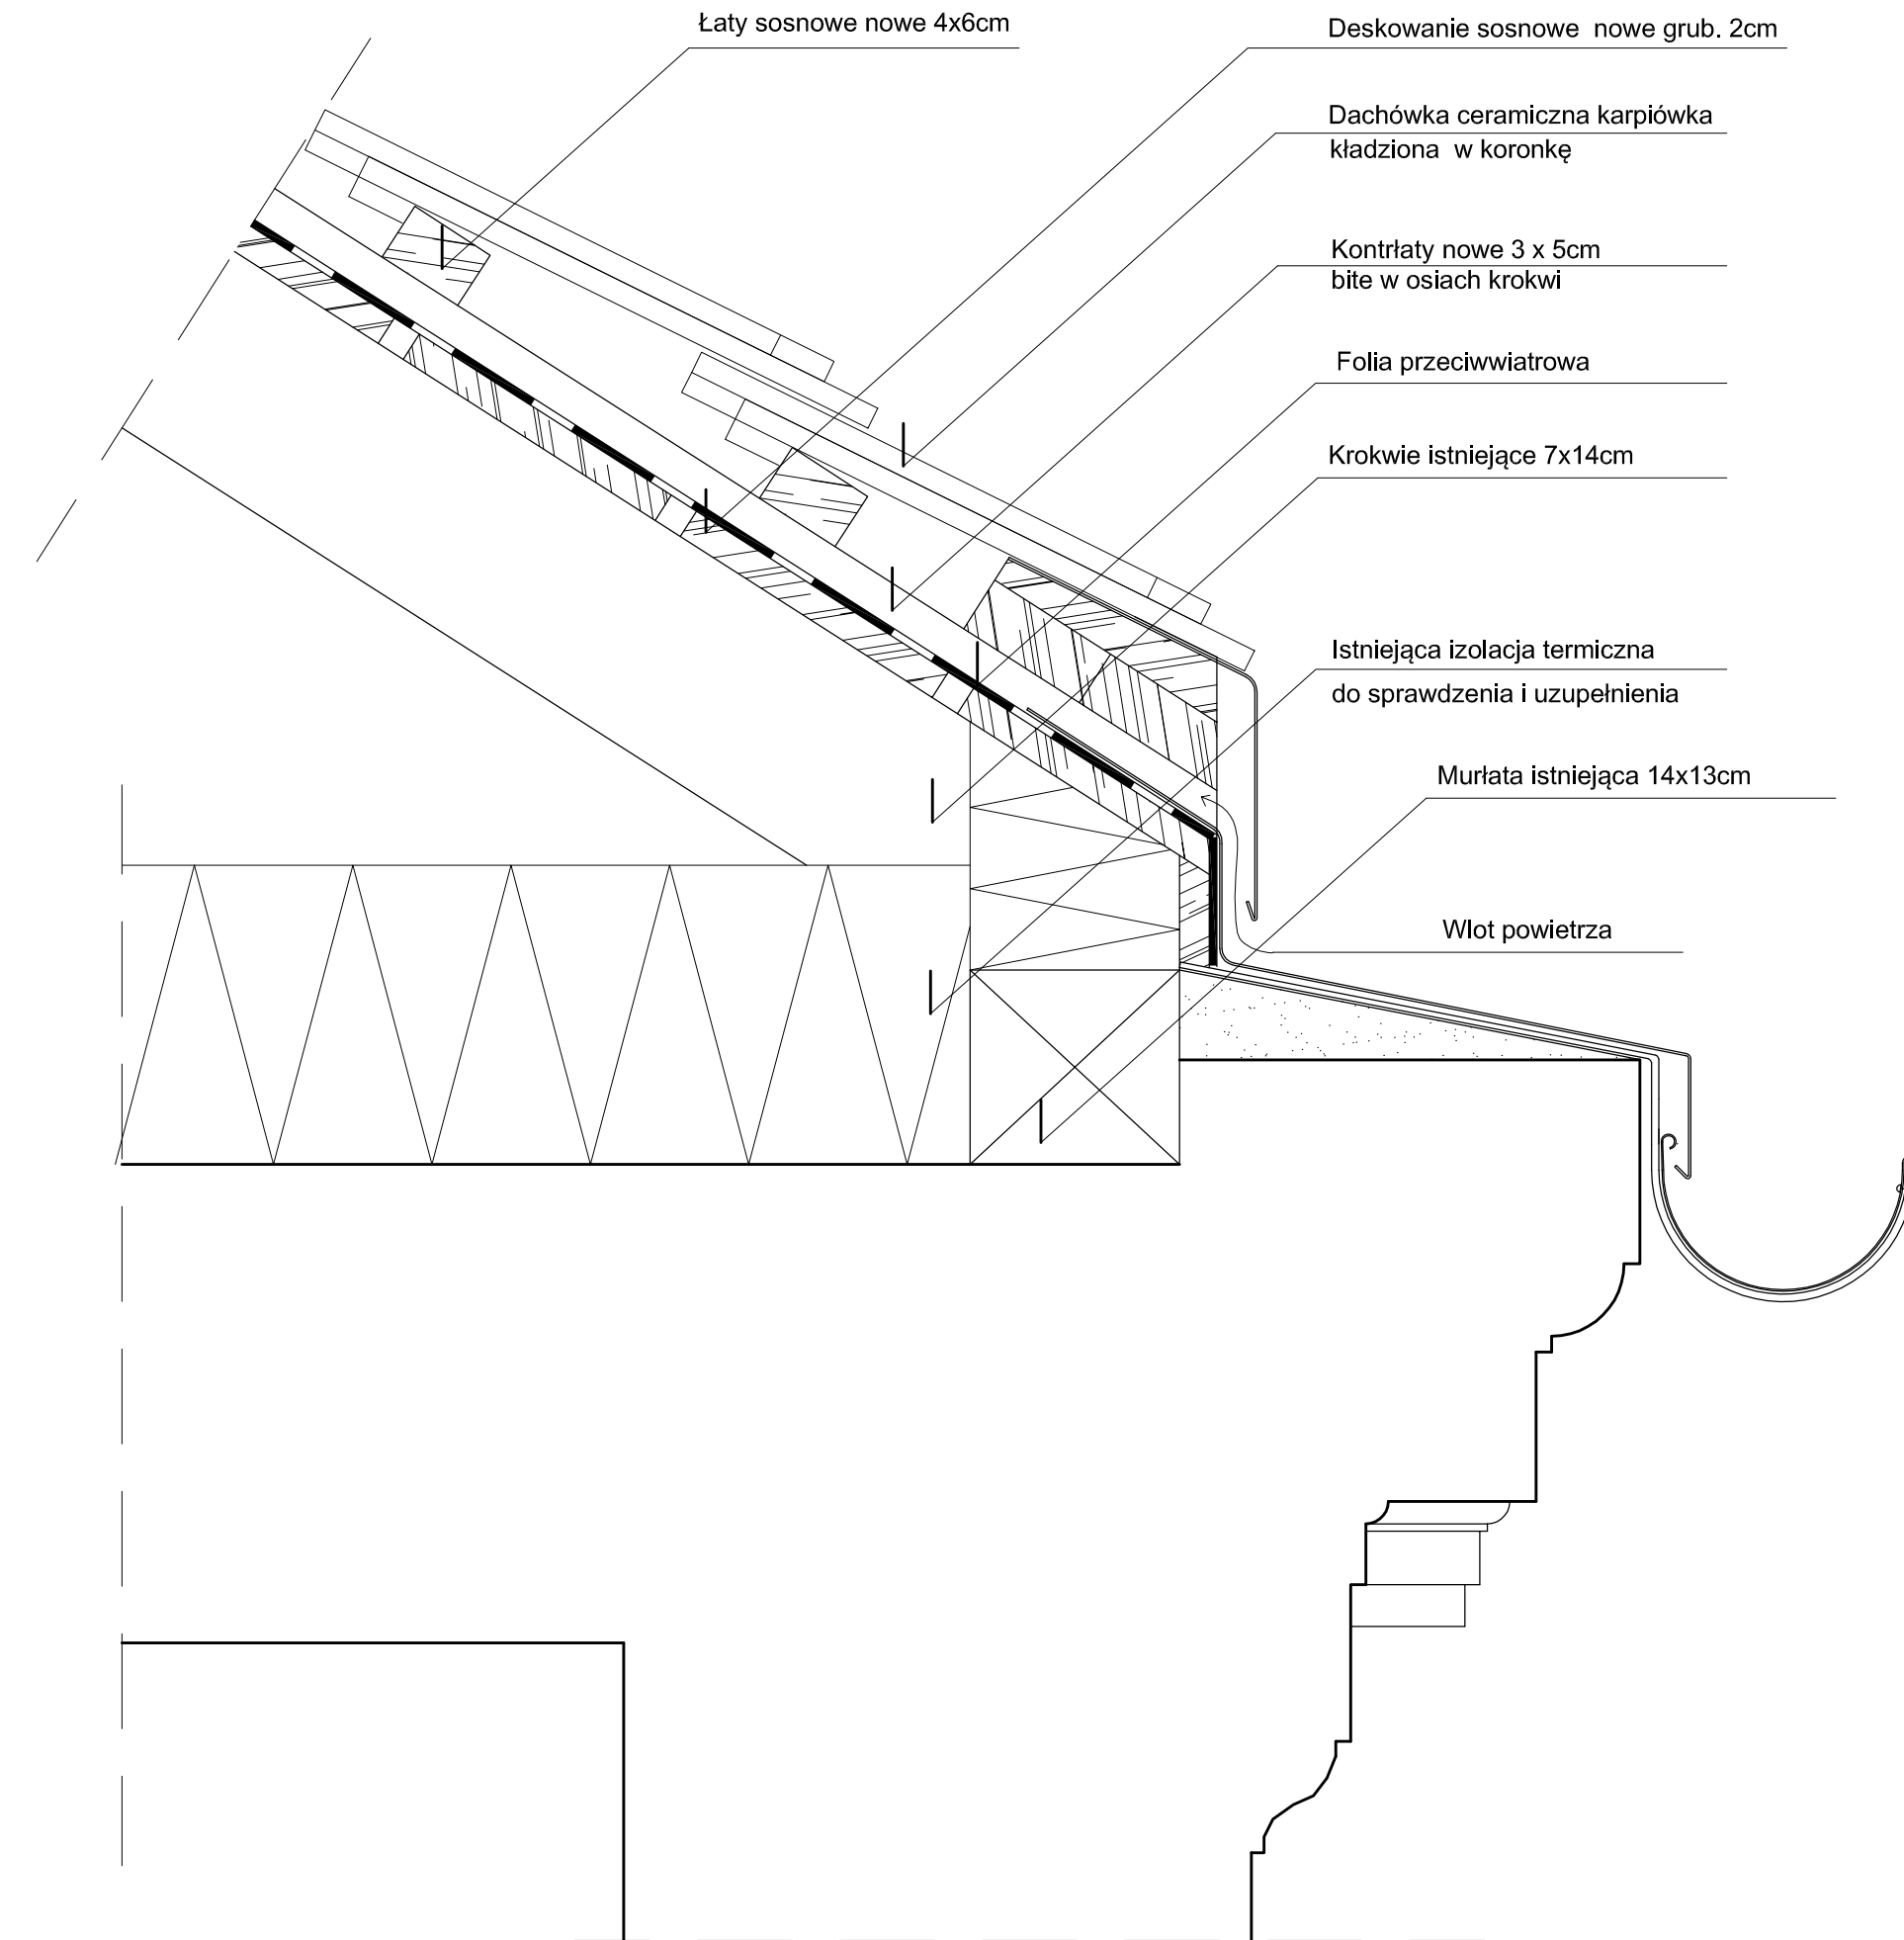 Łaty sosnowe nowe 4x6cm
Deskowanie sosnowe nowe grub. 2cm
Dachówka ceramiczna karpiówka
kładziona w koronkę
Kontrłaty nowe 3 x 5cm
bite w osiach krokwi
Folia przeciwwiatrowa
Krokwie istniejące 7x14cm
Istniejąca izolacja termiczna
do sprawdzenia i uzupełnienia
Murłata istniejąca 14x13cm
Wlot powietrza